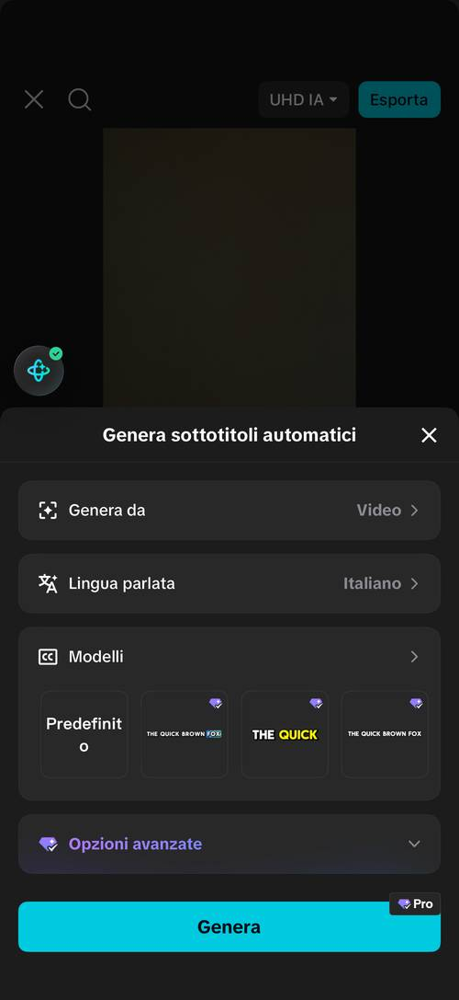 UHD IA
Esporta
Genera sottotitoli automatici
Genera da
Video
Lingua parlata
Italiano
CC
Modelli
Predefinit
o
THE QUICK BROWN FOX
THE QUICK
THE QUICK BROWN FOX
Opzioni avanzate
Pro
Genera